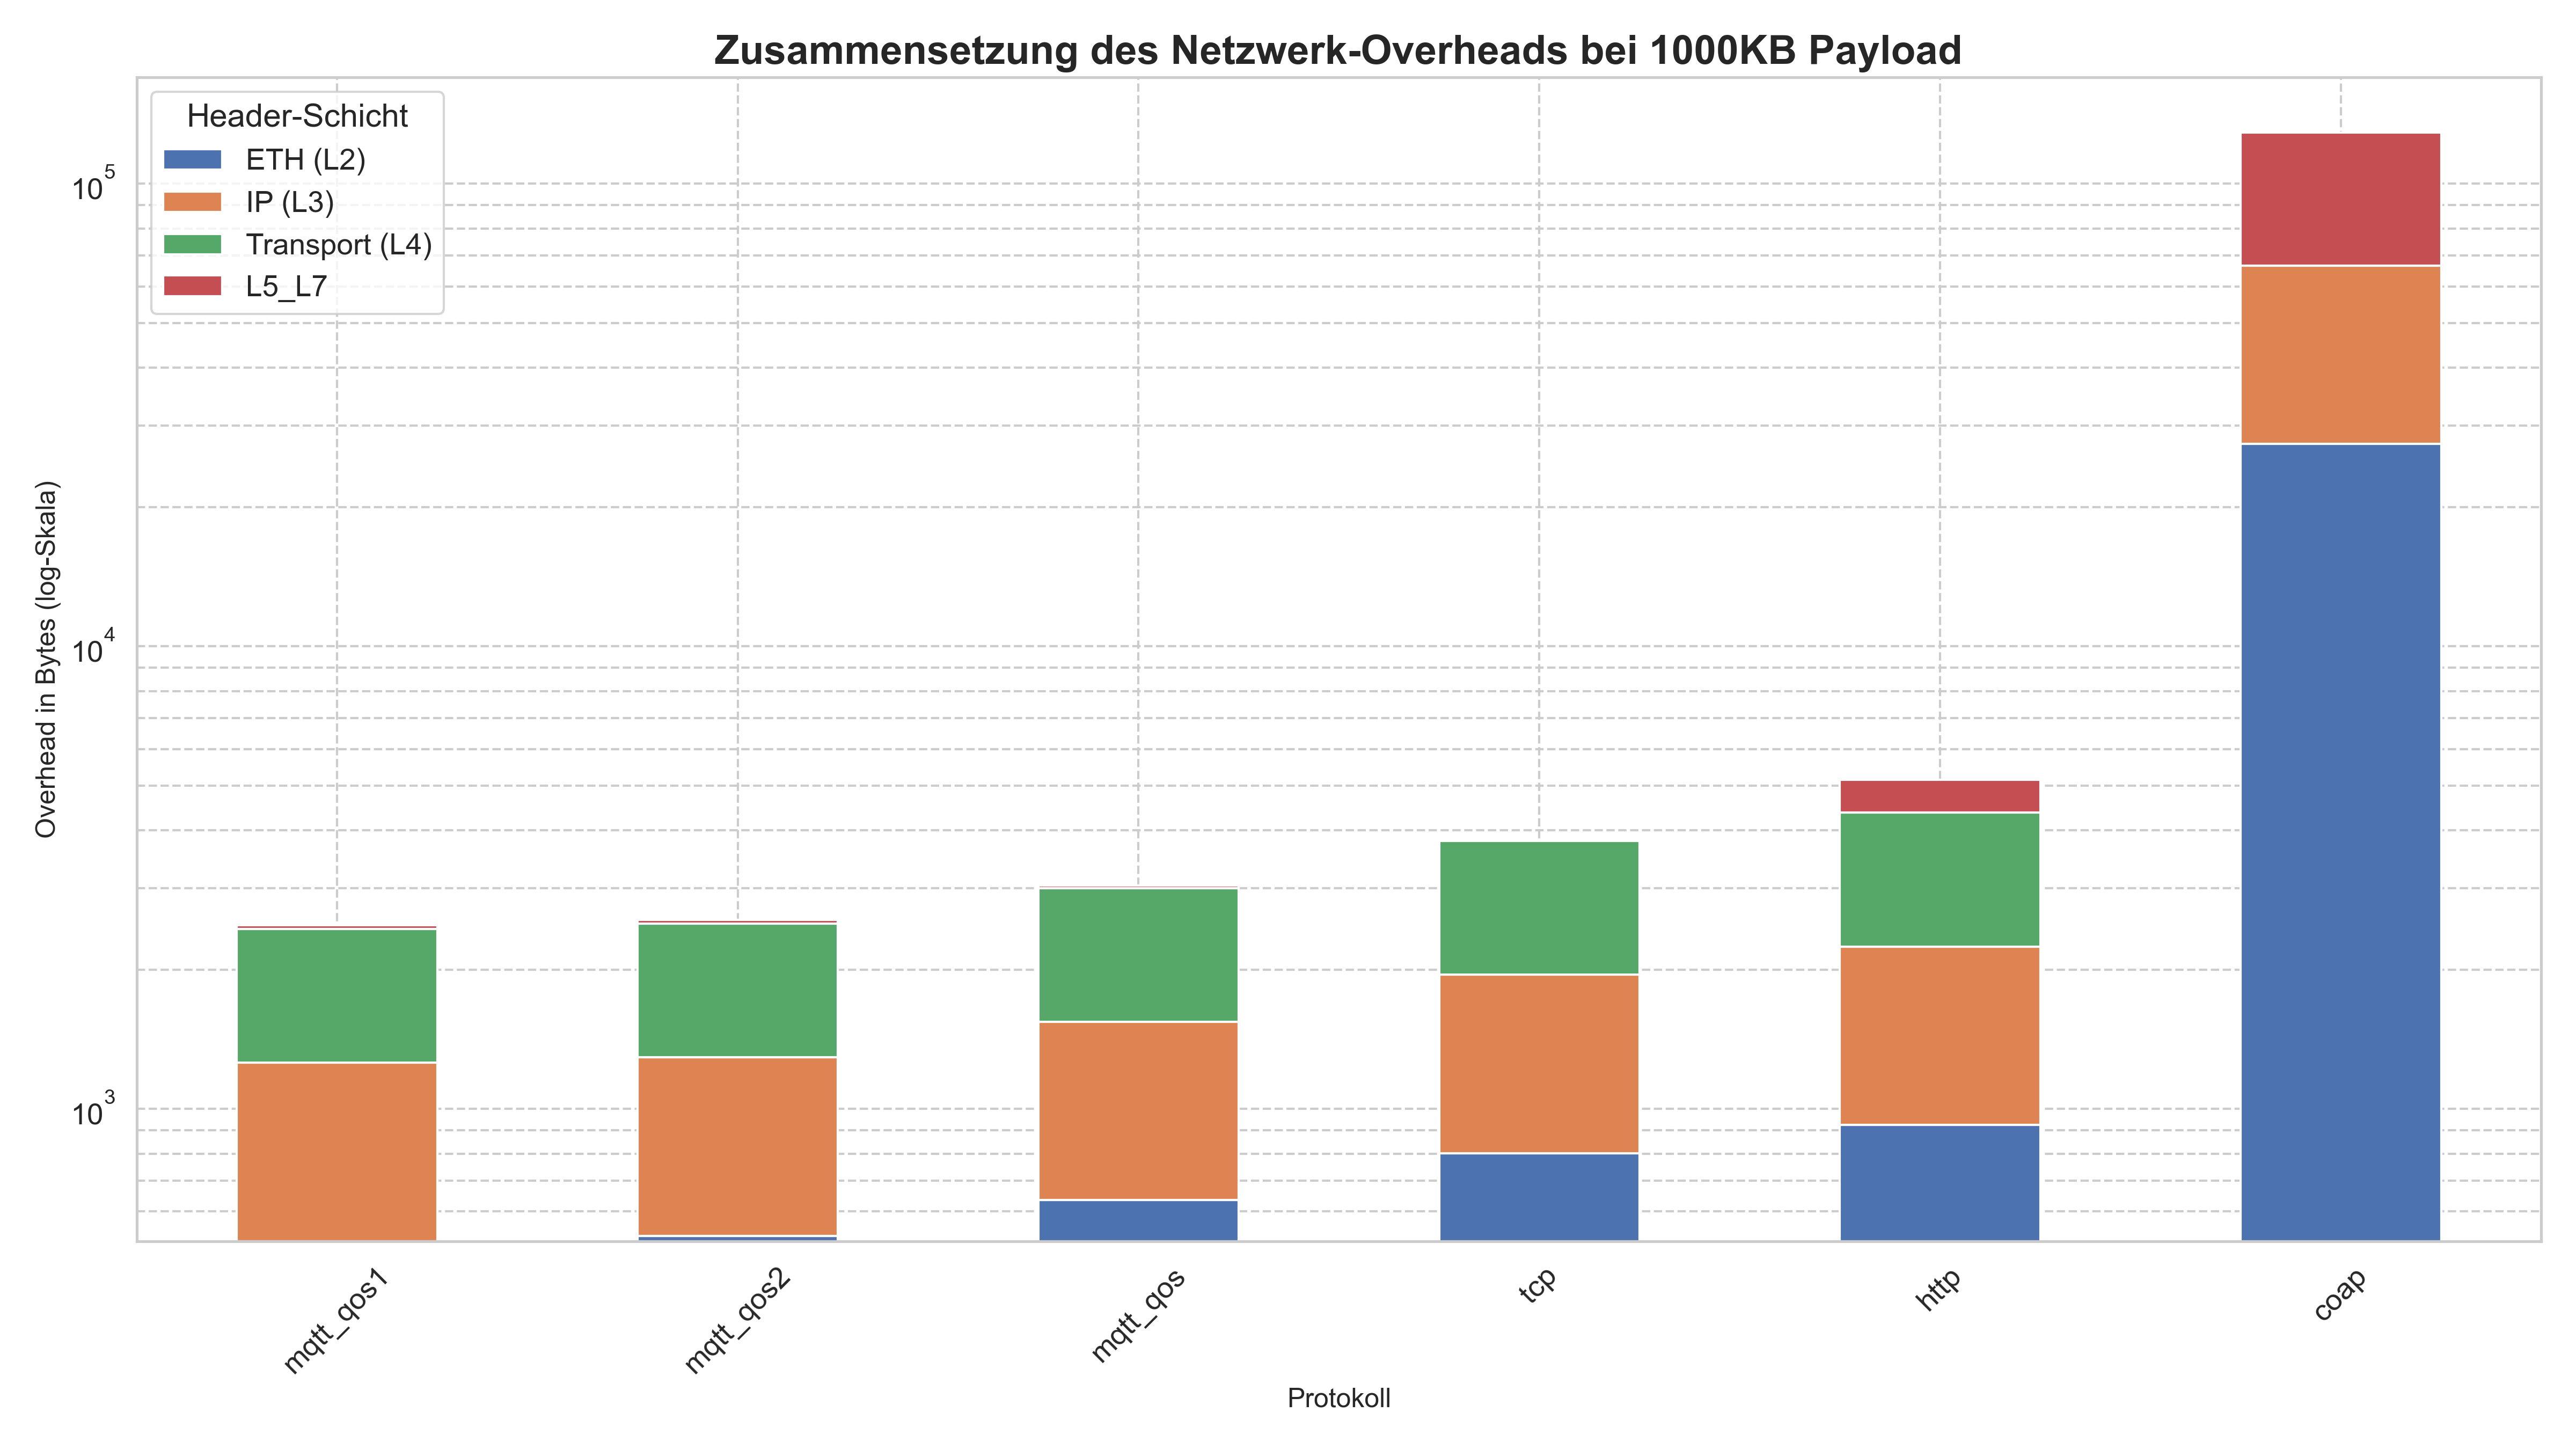 Zusammensetzung des Netzwerk-Overheads bei 1000KB Payload
Header-Schicht
ETH (L2)
IP (L3)
Transport (L4)
L5_L7
Overhead in Bytes (log-Skala)
10^5
10^4
10^3
mqtt_qos1
mqtt_qos2
mqtt_qos
tcp
http
coap
Protokoll